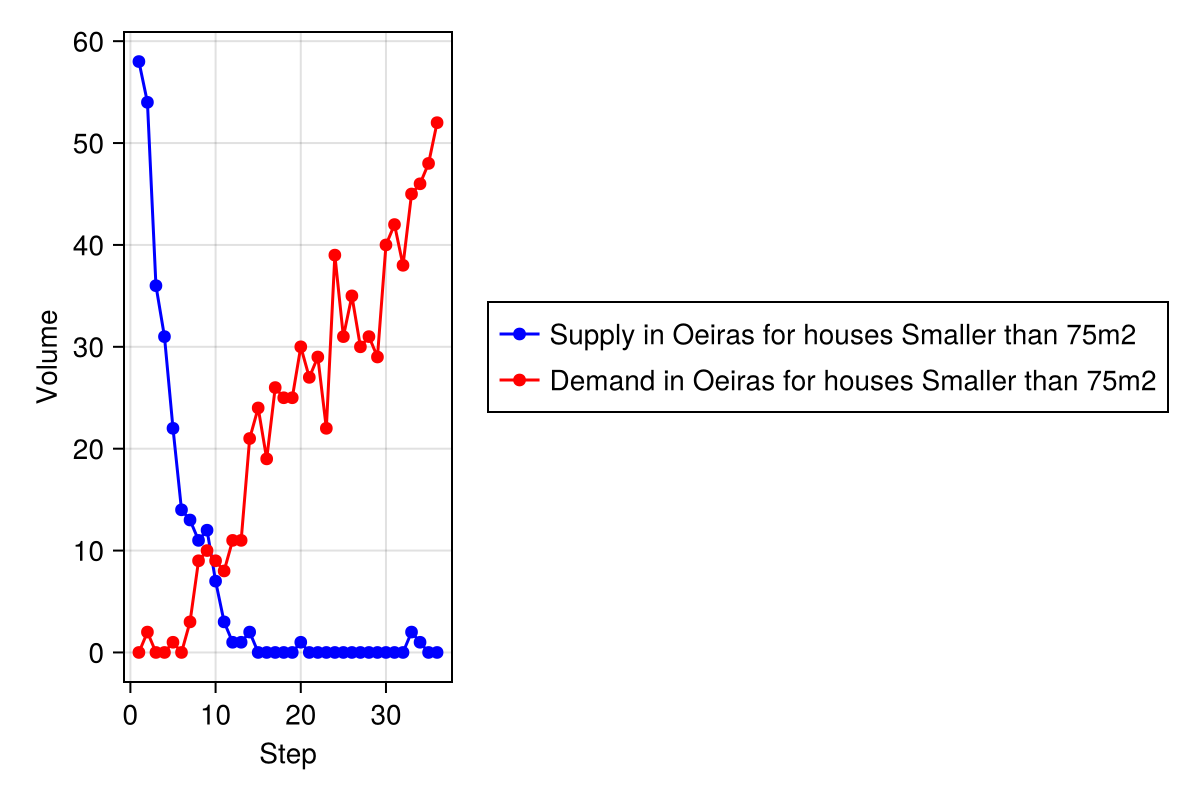 60
50
40
30
20
10
0
Volume
0 10 20 30
Step
Supply in Oeiras for houses Smaller than 75m2
Demand in Oeiras for houses Smaller than 75m2